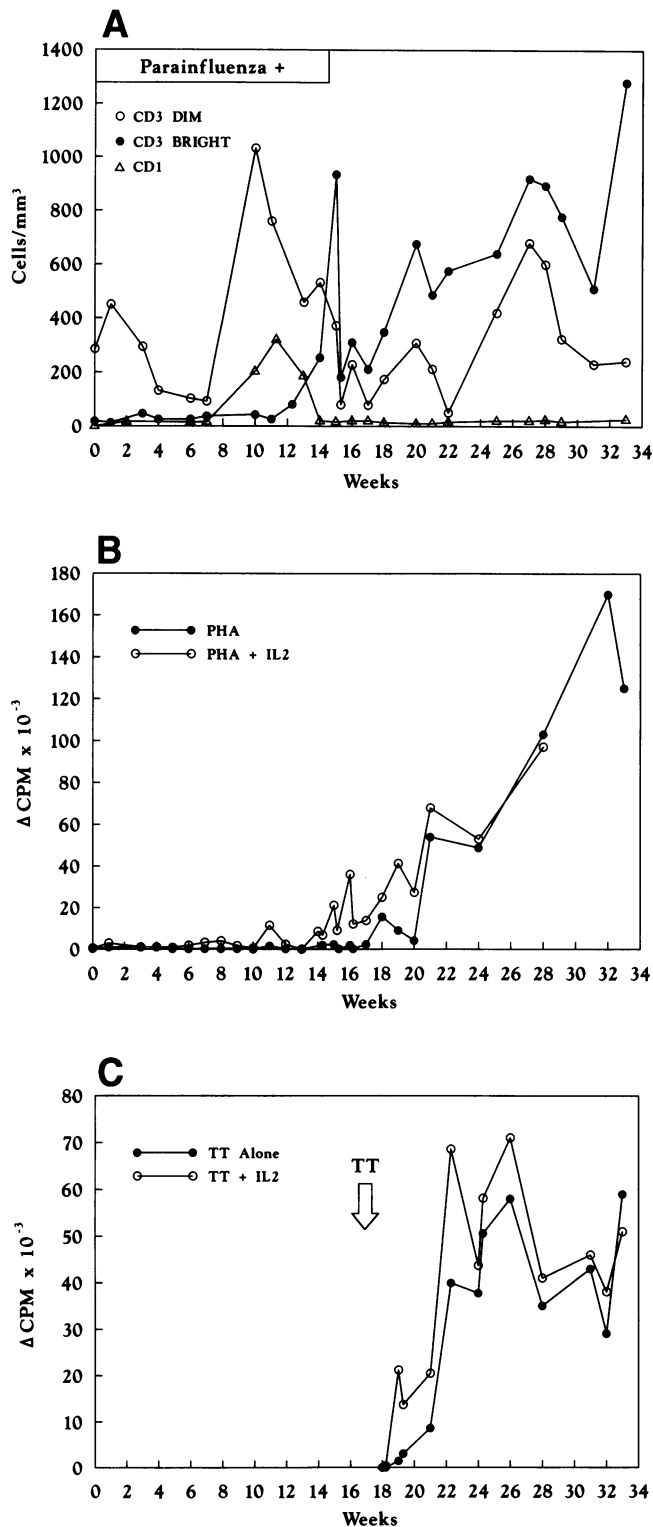 A
1400
1200
1000
800
600
400
200
0
Cells/mm³
Parainfluenza +
CD3 DIM
CD3 BRIGHT
CD1
0 2 4 6 8 10 12 14 16 18 20 22 24 26 28 30 32 34
Weeks
B
180
160
140
120
100
80
60
40
20
0
Δ CPM x 10⁻³
PHA
PHA + IL2
0 2 4 6 8 10 12 14 16 18 20 22 24 26 28 30 32 34
Weeks
C
80
70
60
50
40
30
20
10
0
Δ CPM x 10⁻³
TT Alone
TT + IL2
TT
0 2 4 6 8 10 12 14 16 18 20 22 24 26 28 30 32 34
Weeks